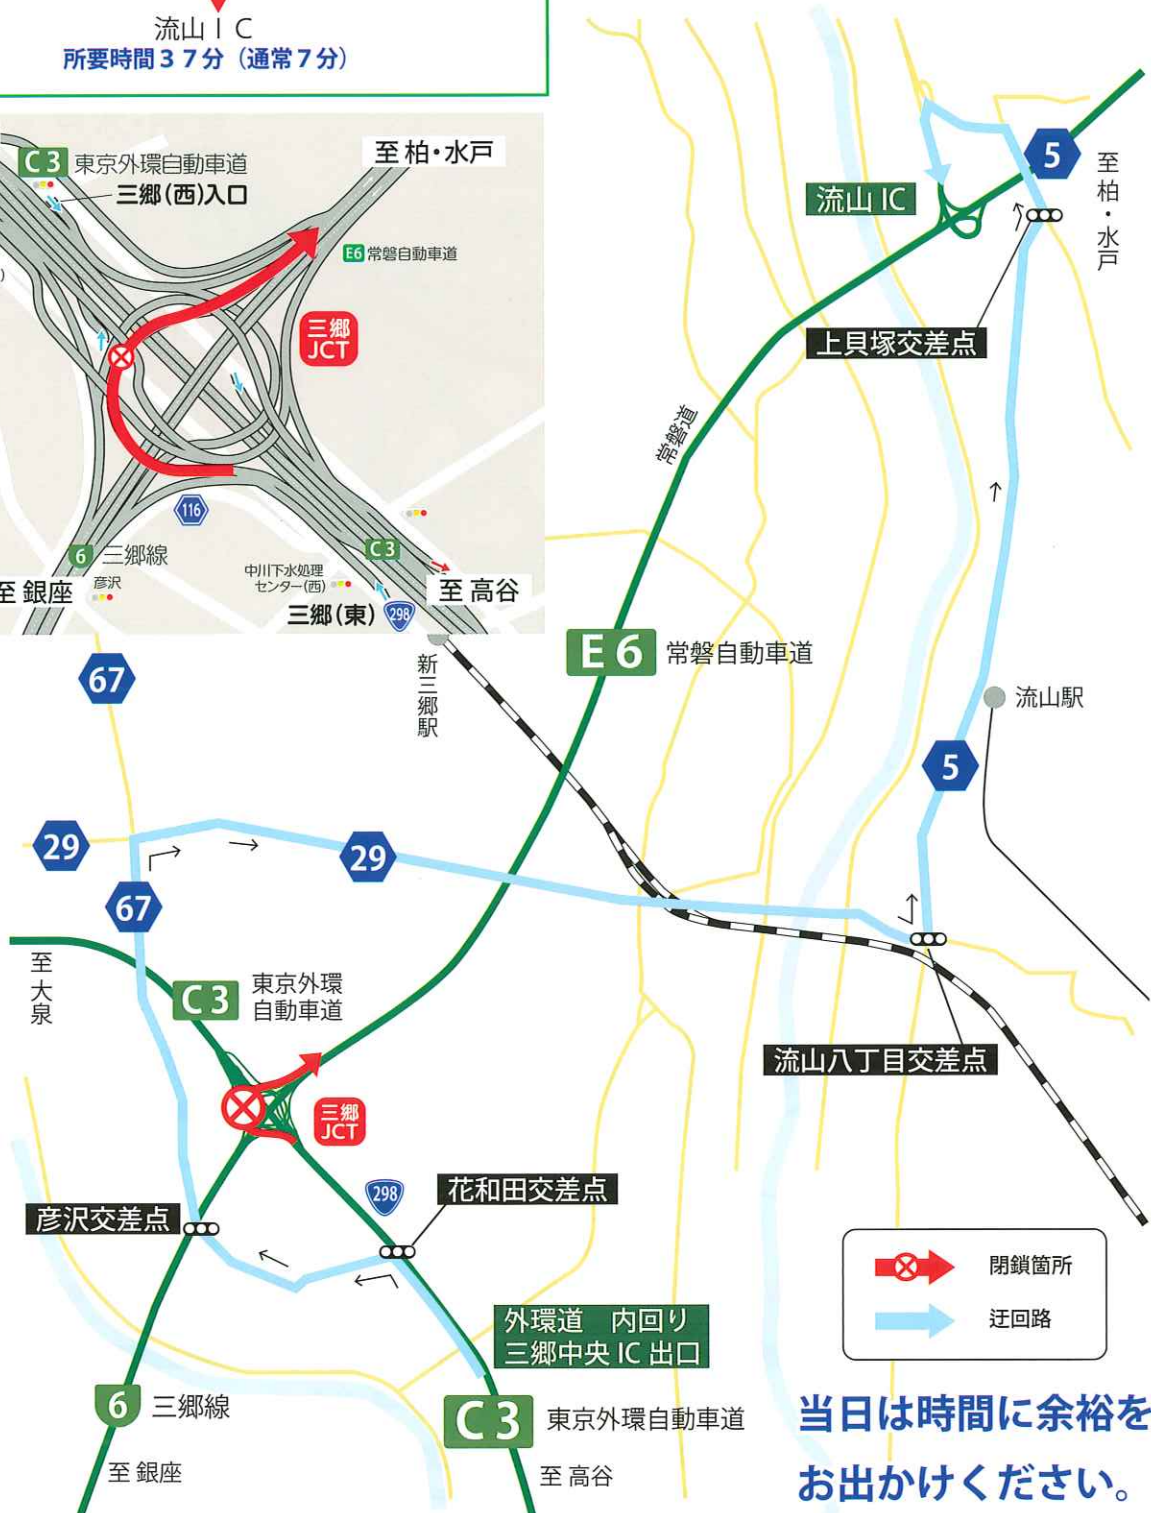 流山ＩＣ
所要時間３７分（通常７分）
C3 東京外環自動車道
三郷(西)入口
至 柏・水戸
E6 常磐自動車道
三郷
JCT
116
6 三郷線
至 銀座
彦沢
中川下水処理
センター(西)
三郷(東)
298
C3
至 高谷
5
至柏・水戸
流山 IC
上貝塚交差点
常磐道
E6 常磐自動車道
新三郷駅
67
流山駅
5
29
29
67
至大泉
C3
東京外環
自動車道
流山八丁目交差点
三郷
JCT
298
花和田交差点
彦沢交差点
閉鎖箇所
迂回路
外環道　内回り
三郷中央 IC 出口
6 三郷線
C3 東京外環自動車道
至 銀座
至 高谷
当日は時間に余裕を
お出かけください。